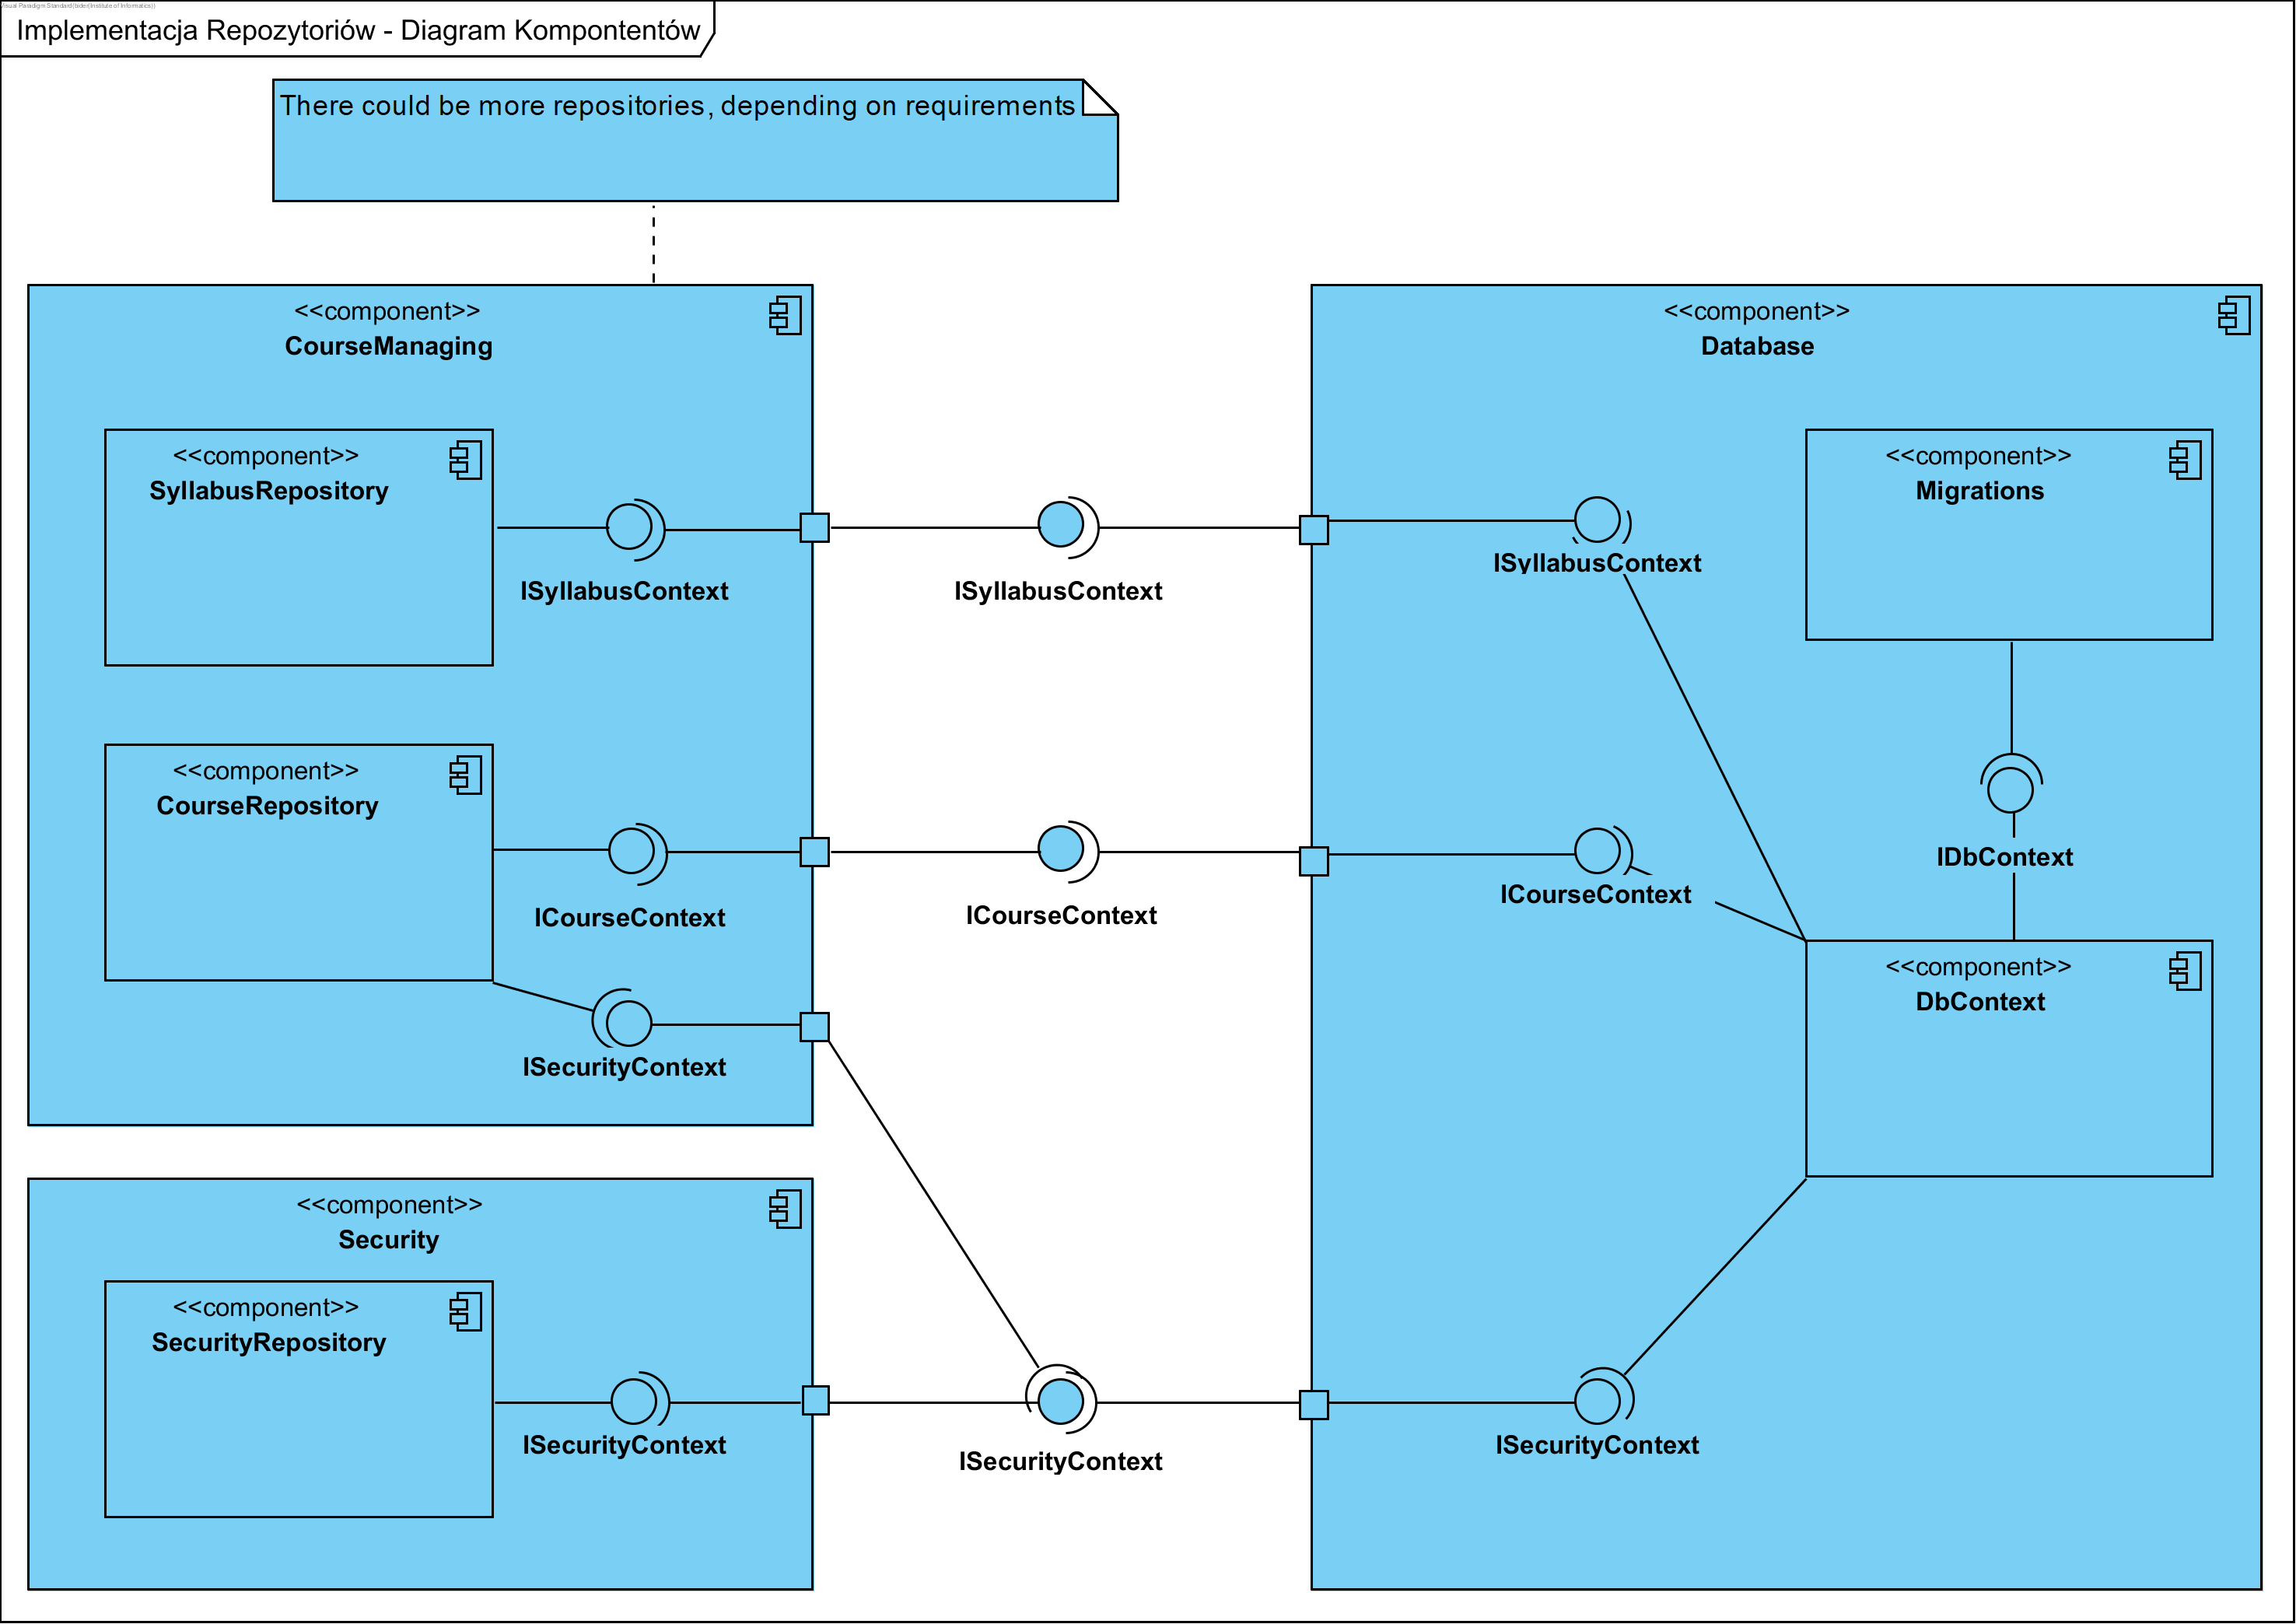 Visual Paradigm Standard(bider(Institute of Informatics))
Implementacja Repozytoriów - Diagram Kompontentów
There could be more repositories, depending on requirements
<<component>>
CourseManaging
<<component>>
SyllabusRepository
ISyllabusContext
<<component>>
CourseRepository
ICourseContext
ISecurityContext
<<component>>
Security
<<component>>
SecurityRepository
ISecurityContext
ISyllabusContext
ICourseContext
ISecurityContext
<<component>>
Database
ISyllabusContext
<<component>>
Migrations
ICourseContext
IDbContext
<<component>>
DbContext
ISecurityContext